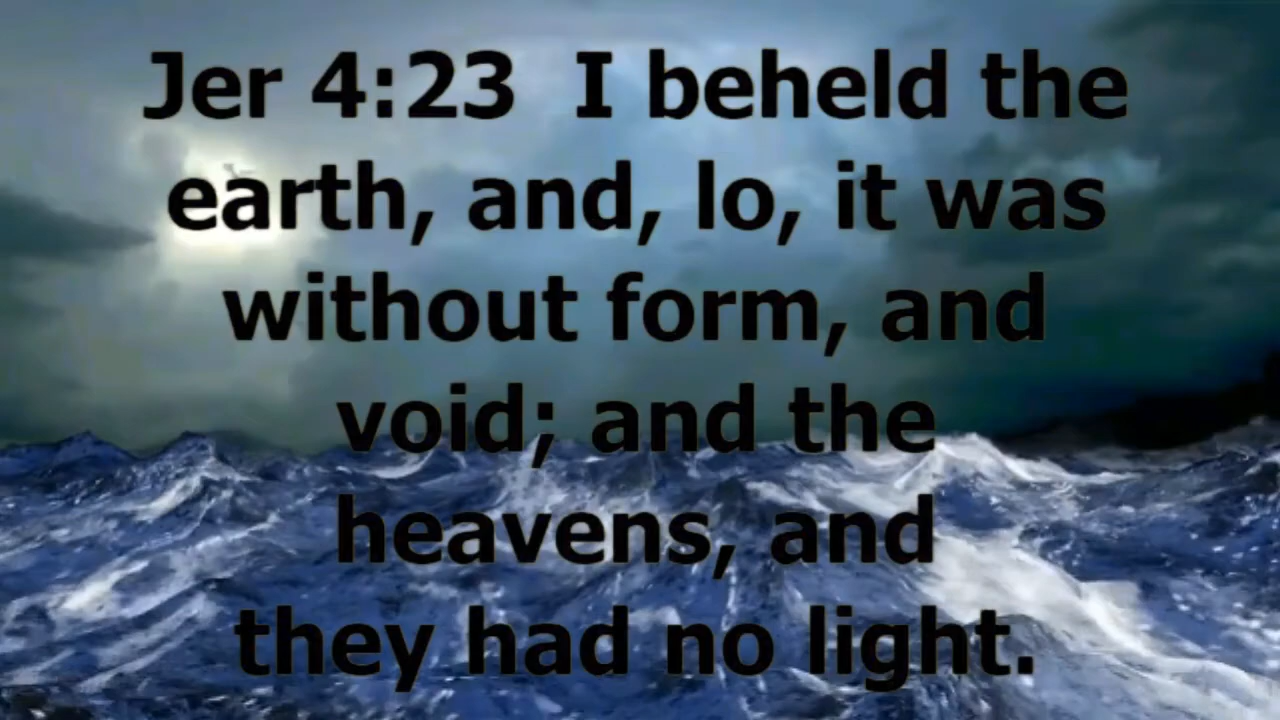 Jer 4:23  I beheld the
earth, and, lo, it was
without form, and
void; and the
heavens, and
they had no light.